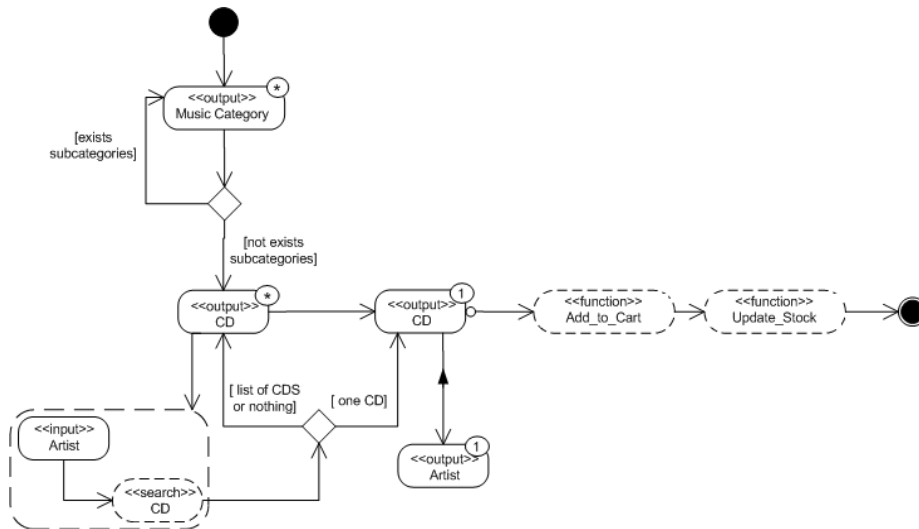 *
<<output>>
Music Category
[exists
subcategories]
[not exists
subcategories]
*
<<output>>
CD
1
<<output>>
CD
<<function>>
Add_to_Cart
<<function>>
Update_Stock
[ list of CDS
or nothing]
[ one CD]
<<input>>
Artist
<<search>>
CD
1
<<output>>
Artist